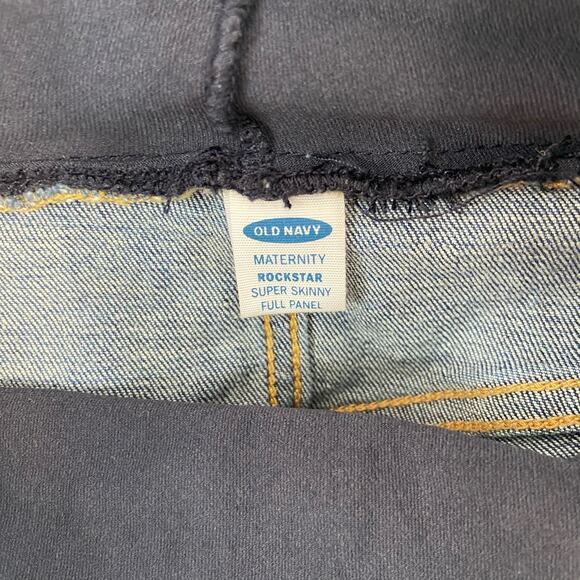 OLD NAVY
MATERNITY
ROCKSTAR
SUPER SKINNY
FULL PANEL